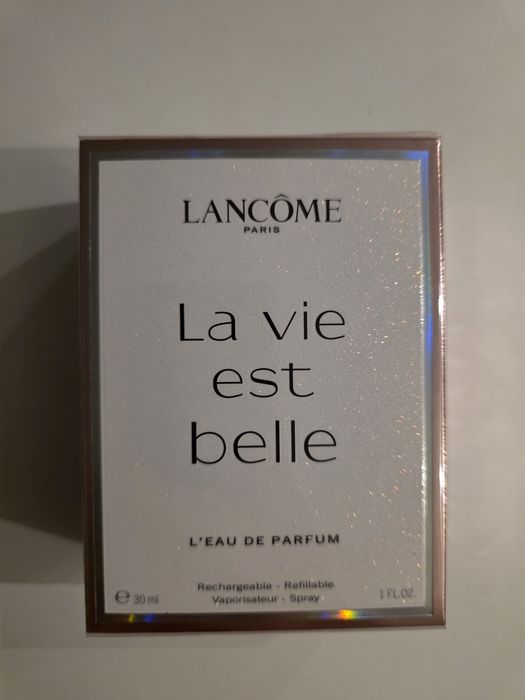 LANCÔME
PARIS
La vie
est
belle
L'EAU DE PARFUM
Rechargeable - Refillable
Vaporisateur - Spray
℮ 30 ml
1 FL.OZ.